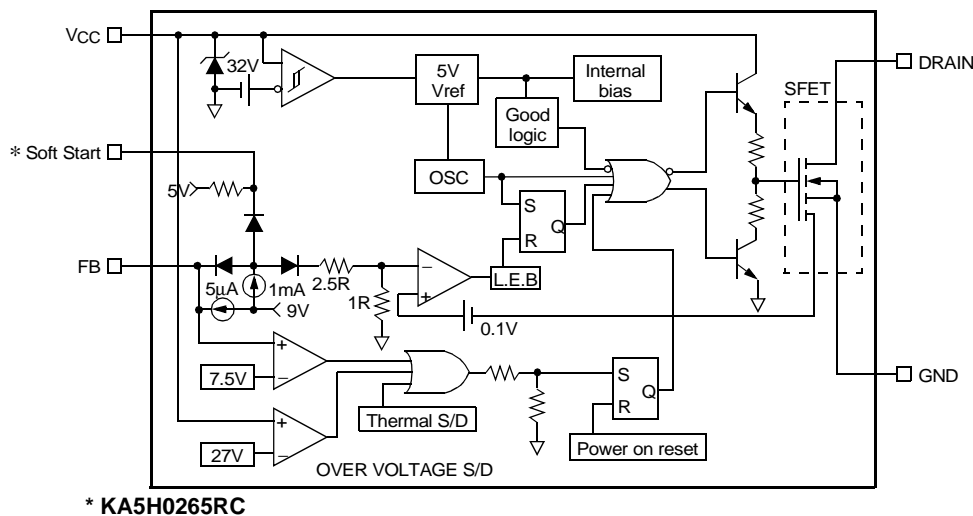 VCC
DRAIN
32V
5V
Vref
Internal
bias
SFET
Good
logic
* Soft Start
OSC
5V
S
R
Q
FB
L.E.B
2.5R
5μA
1mA
9V
1R
−
+
0.1V
+
−
7.5V
S
R
Q
GND
Thermal S/D
+
−
27V
Power on reset
OVER VOLTAGE S/D
* KA5H0265RC